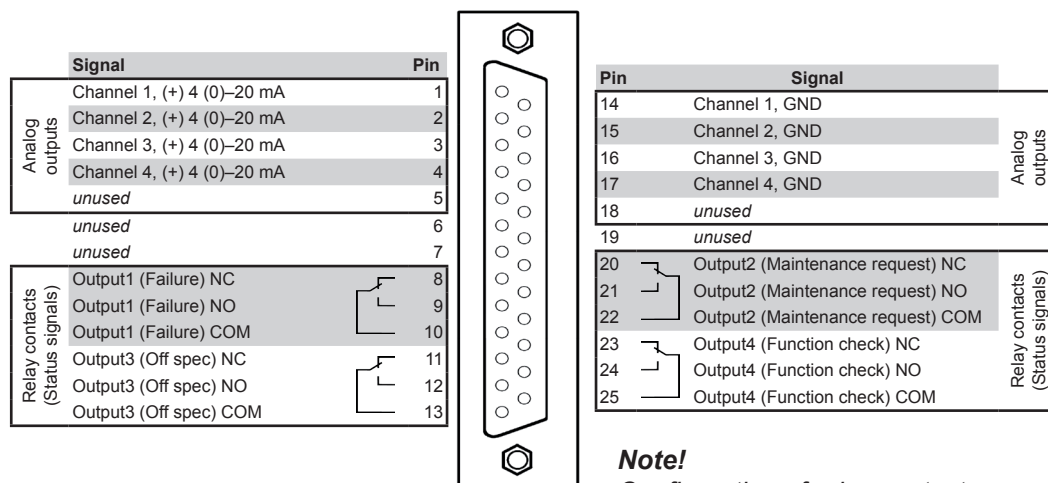 Signal Pin
Channel 1, (+) 4 (0)–20 mA 1
Channel 2, (+) 4 (0)–20 mA 2
Channel 3, (+) 4 (0)–20 mA 3
Channel 4, (+) 4 (0)–20 mA 4
unused 5
Analog
outputs
unused 6
unused 7
Output1 (Failure) NC 8
Output1 (Failure) NO 9
Output1 (Failure) COM 10
Output3 (Off spec) NC 11
Output3 (Off spec) NO 12
Output3 (Off spec) COM 13
Relay contacts
(Status signals)
Pin Signal
14 Channel 1, GND
15 Channel 2, GND
16 Channel 3, GND
17 Channel 4, GND
18 unused
Analog
outputs
19 unused
20 Output2 (Maintenance request) NC
21 Output2 (Maintenance request) NO
22 Output2 (Maintenance request) COM
23 Output4 (Function check) NC
24 Output4 (Function check) NO
25 Output4 (Function check) COM
Relay contacts
(Status signals)
Note!